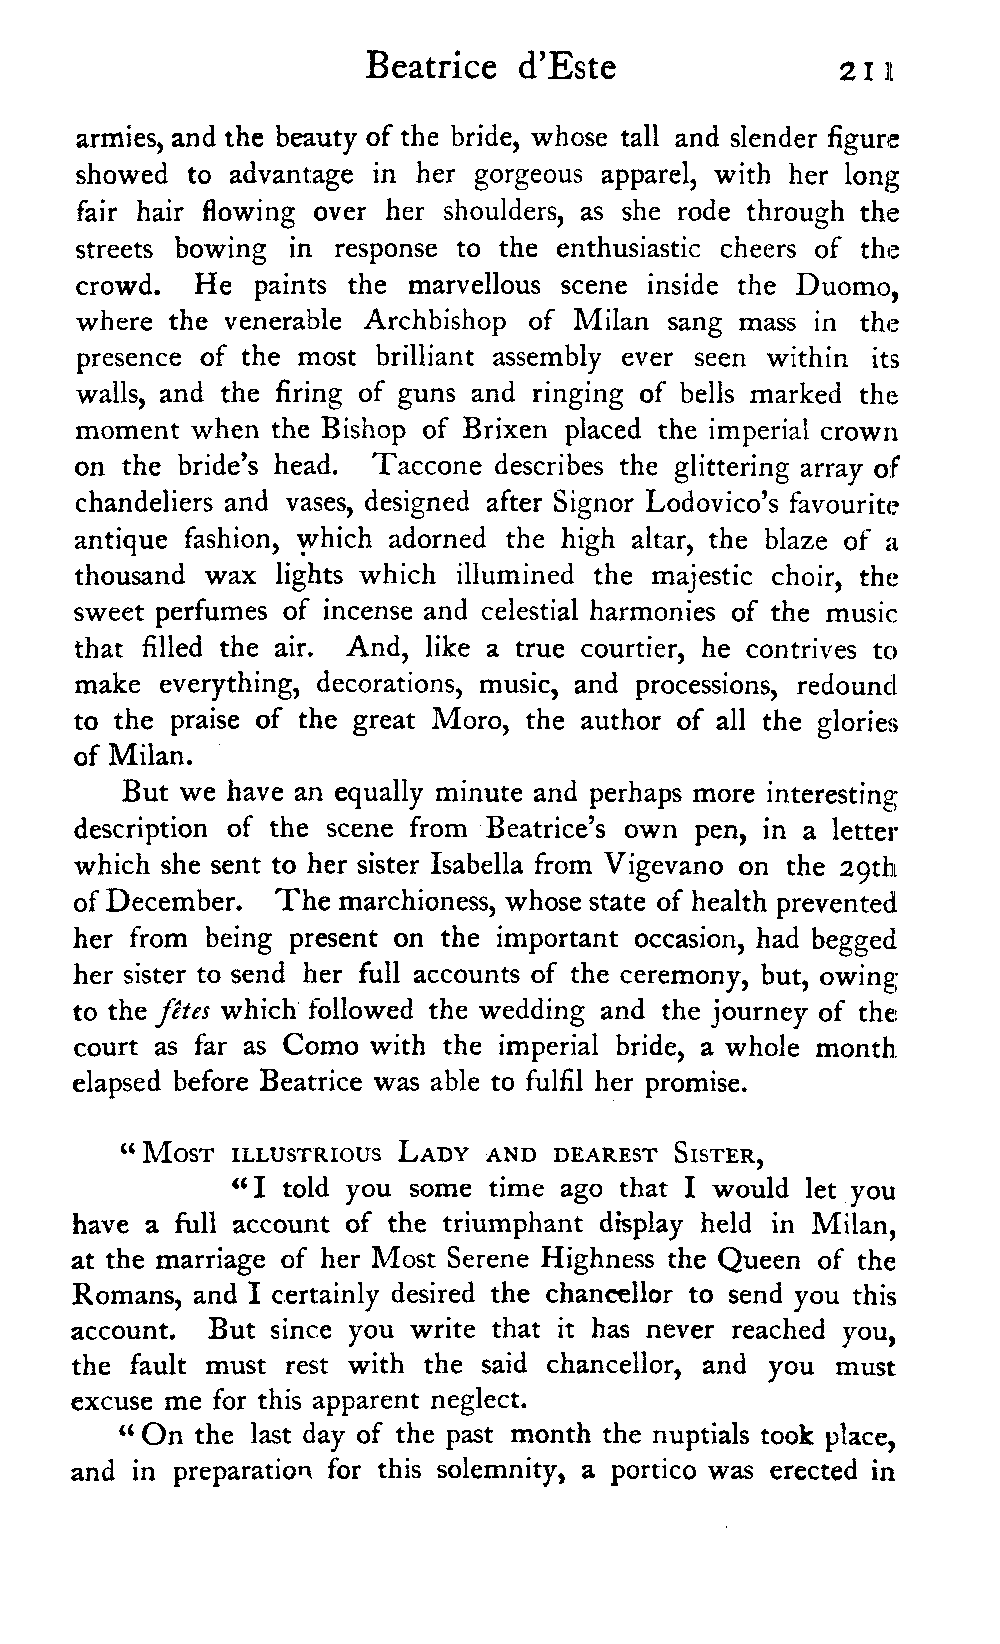 Beatrice d'Este 211
armies, and the beauty of the bride, whose tall and slender figure
showed to advantage in her gorgeous apparel, with her long
fair hair flowing over her shoulders, as she rode through the
streets bowing in response to the enthusiastic cheers of the
crowd. He paints the marvellous scene inside the Duomo,
where the venerable Archbishop of Milan sang mass in the
presence of the most brilliant assembly ever seen within its
walls, and the firing of guns and ringing of bells marked the
moment when the Bishop of Brixen placed the imperial crown
on the bride's head. Taccone describes the glittering array of
chandeliers and vases, designed after Signor Lodovico's favourite
antique fashion, which adorned the high altar, the blaze of a
thousand wax lights which illumined the majestic choir, the
sweet perfumes of incense and celestial harmonies of the music
that filled the air. And, like a true courtier, he contrives to
make everything, decorations, music, and processions, redound
to the praise of the great Moro, the author of all the glories
of Milan.
But we have an equally minute and perhaps more interesting
description of the scene from Beatrice's own pen, in a letter
which she sent to her sister Isabella from Vigevano on the 29th
of December. The marchioness, whose state of health prevented
her from being present on the important occasion, had begged
her sister to send her full accounts of the ceremony, but, owing
to the fêtes which followed the wedding and the journey of the
court as far as Como with the imperial bride, a whole month
elapsed before Beatrice was able to fulfil her promise.
"Most illustrious Lady and dearest Sister,
"I told you some time ago that I would let you
have a full account of the triumphant display held in Milan,
at the marriage of her Most Serene Highness the Queen of the
Romans, and I certainly desired the chancellor to send you this
account. But since you write that it has never reached you,
the fault must rest with the said chancellor, and you must
excuse me for this apparent neglect.
"On the last day of the past month the nuptials took place,
and in preparation for this solemnity, a portico was erected in